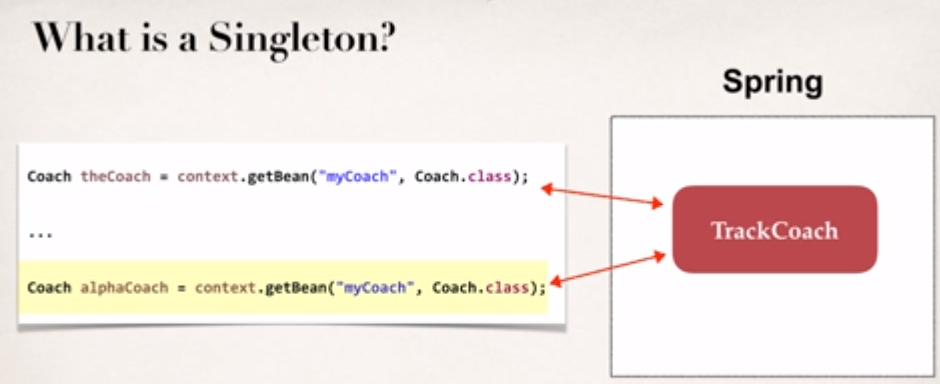 What is a Singleton?
Spring
Coach theCoach = context.getBean("myCoach", Coach.class);
...
Coach alphaCoach = context.getBean("myCoach", Coach.class);
TrackCoach